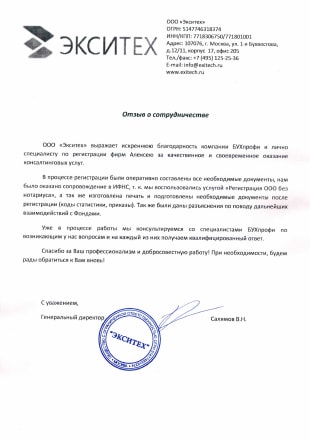 ЭКСИТЕХ
ООО «Экситех»
ОГРН: 5147746318374
ИНН/КПП: 7718306750/771801001
Адрес: 107076, г. Москва, ул. 1-я Бухвостова,
д.12/11, корпус 17, офис 205
Тел./факс: +7 (495) 125-25-36
E-mail: info@exitech.ru
www.exitech.ru
Отзыв о сотрудничестве
ООО «Экситех» выражает искреннюю благодарность компании БУХпрофи и лично
специалисту по регистрации фирм Алексею за качественное и своевременное оказание
консалтинговых услуг.
В процессе регистрации были оперативно составлены все необходимые документы, нам
было оказано сопровождение в ИФНС, т. к. мы воспользовались услугой «Регистрация ООО без
нотариуса», а так же изготовлена печать и подготовлены необходимые документы после
регистрации (коды статистики, приказы). Так же были даны разъяснения по поводу дальнейших
взаимодействий с Фондами.
Уже в процессе работы мы консультируемся со специалистами БУХпрофи по
возникающим у нас вопросам и на каждый из них получаем квалифицированный ответ.
Спасибо за Ваш профессионализм и добросовестную работу! При необходимости, будем
рады обратиться к Вам вновь!
С уважением,
Генеральный директор
Салямов В.Н.
"ЭКСИТЕХ"